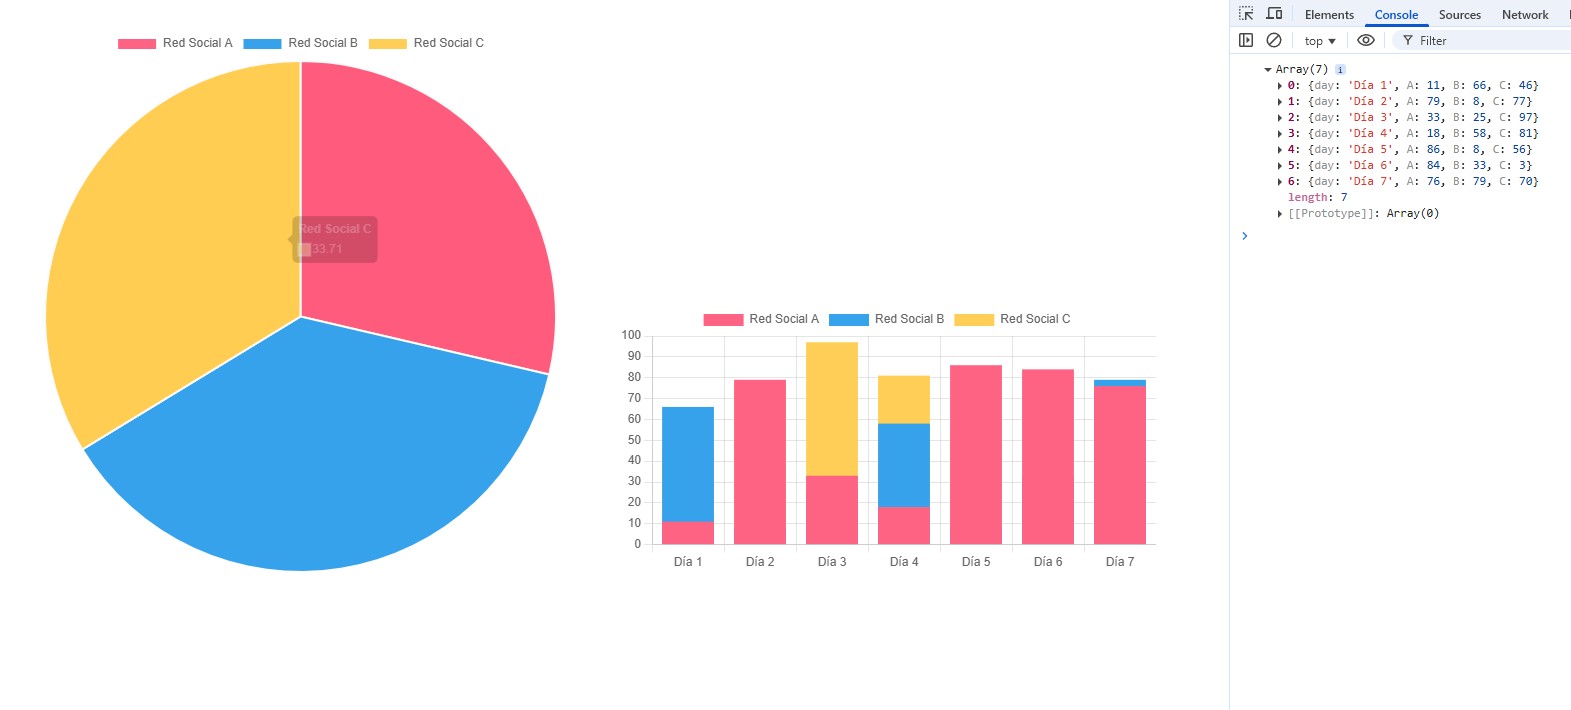 Red Social A Red Social B Red Social C
Red Social C
33.71
Red Social A Red Social B Red Social C
100
90
80
70
60
50
40
30
20
10
0
Día 1 Día 2 Día 3 Día 4 Día 5 Día 6 Día 7
Elements Console Sources Network
top ▼ Filter
▼ Array(7) i
▶ 0: {day: 'Día 1', A: 11, B: 66, C: 46}
▶ 1: {day: 'Día 2', A: 79, B: 8, C: 77}
▶ 2: {day: 'Día 3', A: 33, B: 25, C: 97}
▶ 3: {day: 'Día 4', A: 18, B: 58, C: 81}
▶ 4: {day: 'Día 5', A: 86, B: 8, C: 56}
▶ 5: {day: 'Día 6', A: 84, B: 33, C: 3}
▶ 6: {day: 'Día 7', A: 76, B: 79, C: 70}
length: 7
▶ [[Prototype]]: Array(0)
>